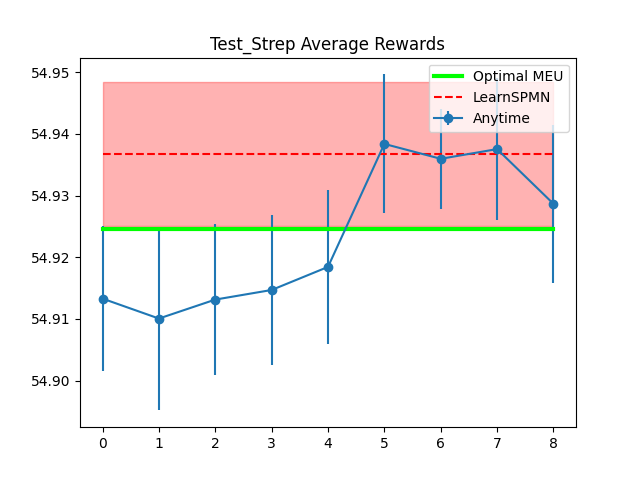 Test_Strep Average Rewards
54.95
54.94
54.93
54.92
54.91
54.90
Optimal MEU
LearnSPMN
Anytime
0 1 2 3 4 5 6 7 8